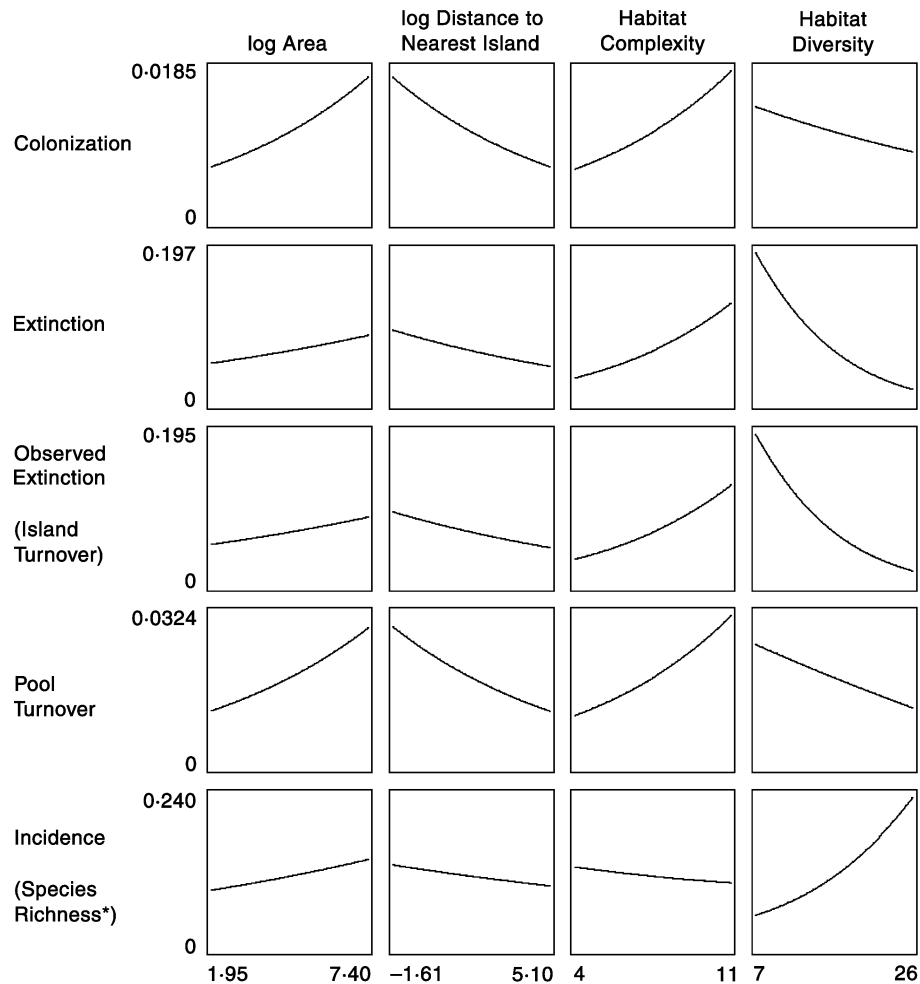 log Area
log Distance to
Nearest Island
Habitat
Complexity
Habitat
Diversity
Colonization
0·0185
0
Extinction
0·197
0
Observed
Extinction
(Island
Turnover)
0·195
0
Pool
Turnover
0·0324
0
Incidence
(Species
Richness*)
0·240
0
1·95 7·40 −1·61 5·10 4 11 7 26